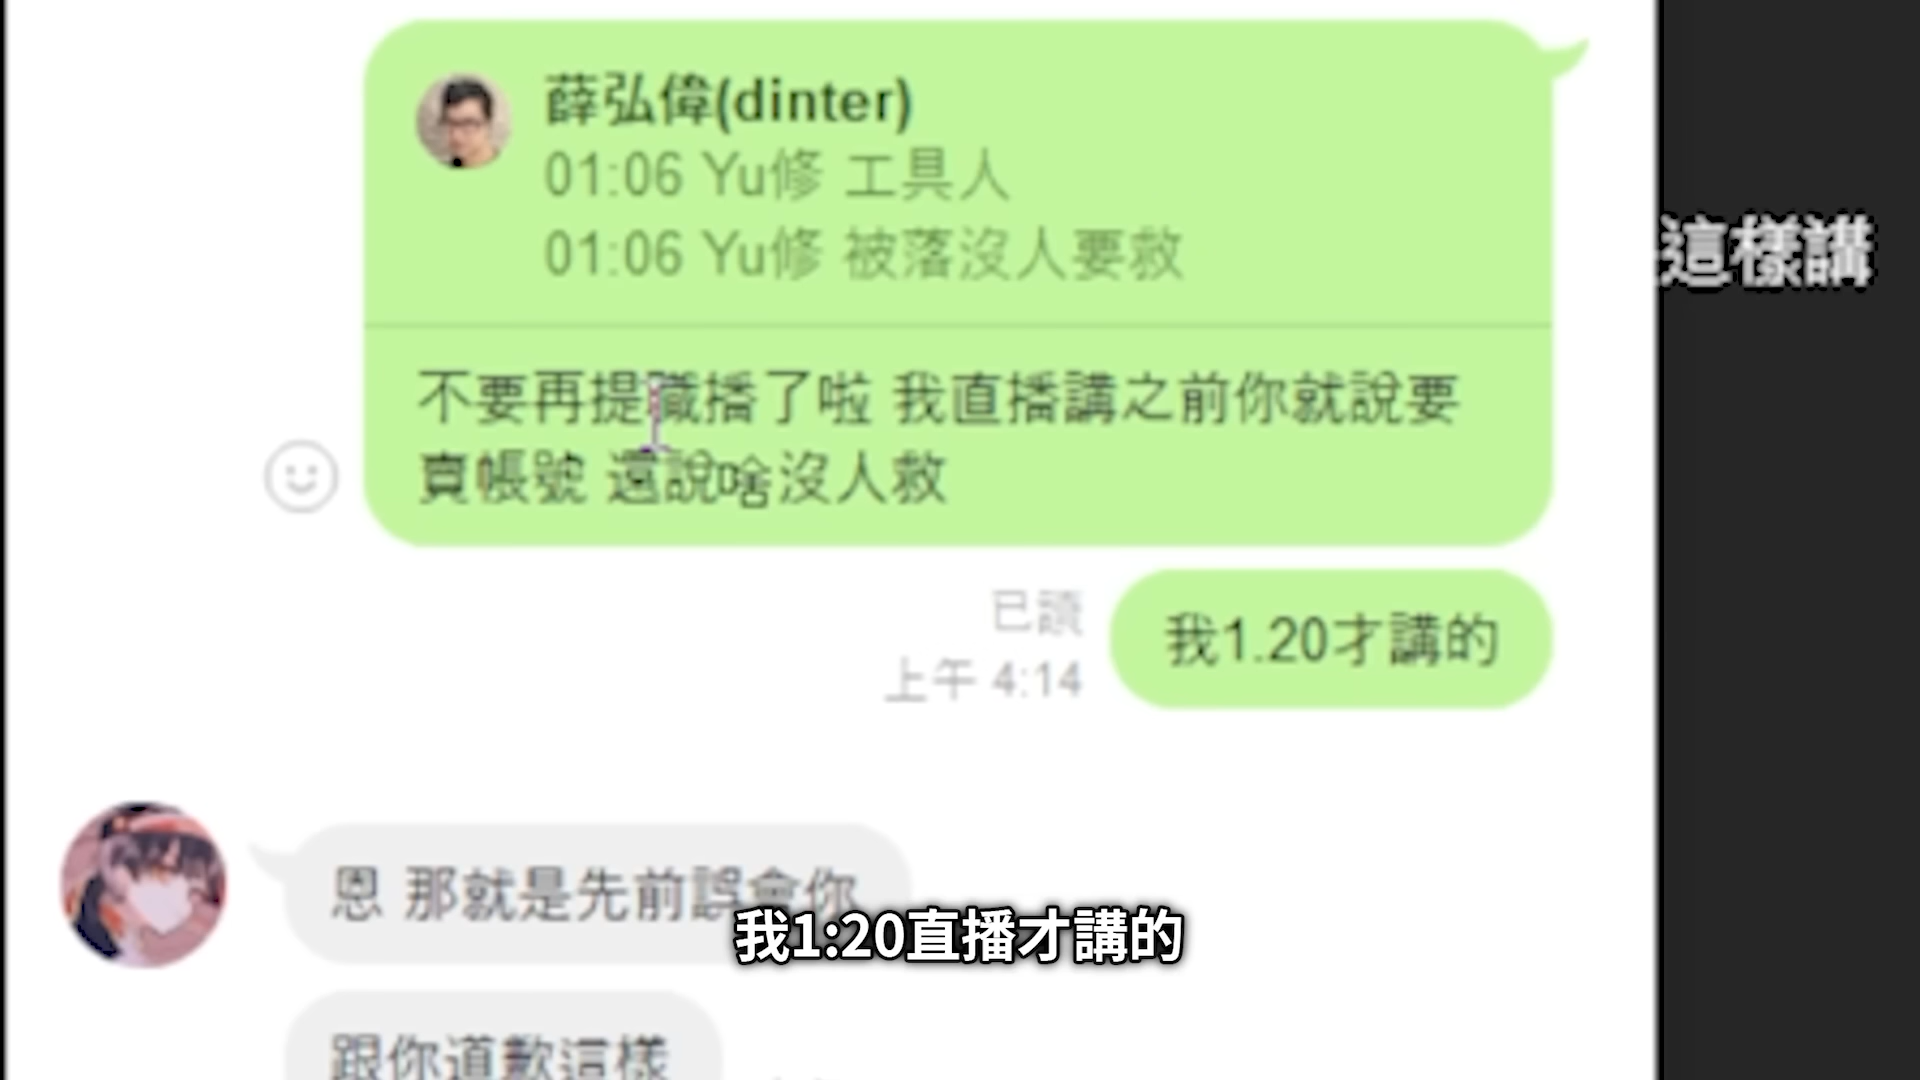 薛弘偉(dinter)
01:06 Yu修 工具人
01:06 Yu修 被落沒人要救
這樣講
不要再提職播了啦 我直播講之前你就說要
賣帳號 還說啥沒人救
已讀
上午 4:14
我1.20才講的
恩 那就是先前誤會你
我1:20直播才講的
跟你道歉這樣